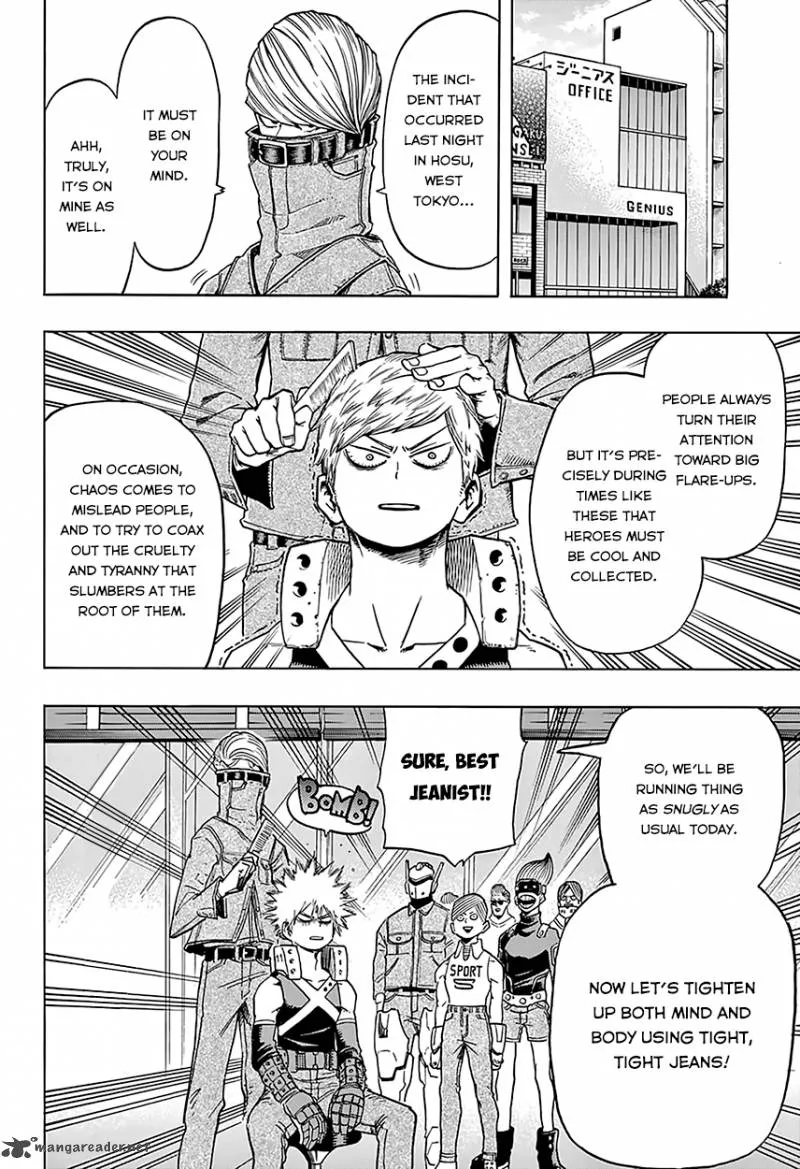 ジーニアス
OFFICE
GENIUS
THE INCI-
DENT THAT
OCCURRED
LAST NIGHT
IN HOSU,
WEST
TOKYO...
IT MUST
BE ON
YOUR
MIND.
AHH,
TRULY,
IT'S ON
MINE AS
WELL.
PEOPLE ALWAYS
TURN THEIR
ATTENTION
TOWARD BIG
FLARE-UPS.
BUT IT'S PRE-
CISELY DURING
TIMES LIKE
THESE THAT
HEROES MUST
BE COOL AND
COLLECTED.
ON OCCASION,
CHAOS COMES TO
MISLEAD PEOPLE,
AND TO TRY TO COAX
OUT THE CRUELTY
AND TYRANNY THAT
SLUMBERS AT THE
ROOT OF THEM.
SO, WE'LL BE
RUNNING THING
AS SNUGLY AS
USUAL TODAY.
SURE, BEST
JEANIST!!
BOMB!
SPORT
NOW LET'S TIGHTEN
UP BOTH MIND AND
BODY USING TIGHT,
TIGHT JEANS!
mangareader.net